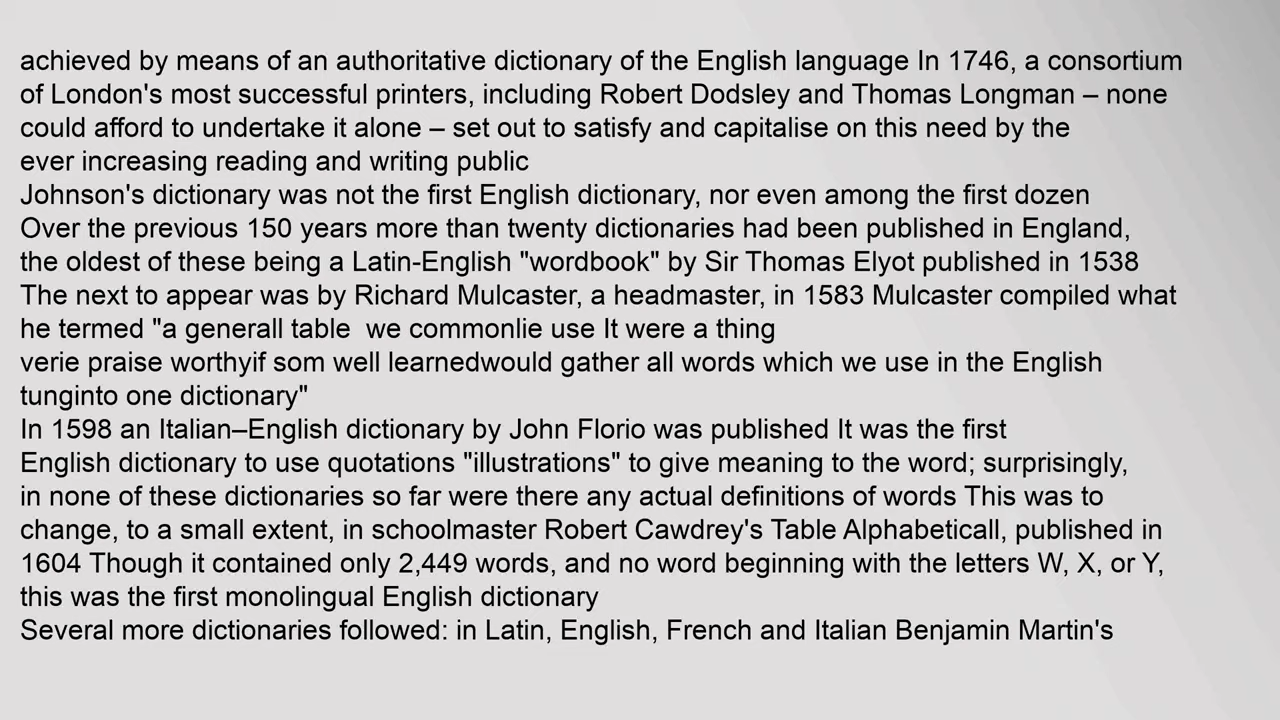 achieved by means of an authoritative dictionary of the English language In 1746, a consortium
of London's most successful printers, including Robert Dodsley and Thomas Longman – none
could afford to undertake it alone – set out to satisfy and capitalise on this need by the
ever increasing reading and writing public
Johnson's dictionary was not the first English dictionary, nor even among the first dozen
Over the previous 150 years more than twenty dictionaries had been published in England,
the oldest of these being a Latin-English "wordbook" by Sir Thomas Elyot published in 1538
The next to appear was by Richard Mulcaster, a headmaster, in 1583 Mulcaster compiled what
he termed "a generall table  we commonlie use It were a thing
verie praise worthyif som well learnedwould gather all words which we use in the English
tunginto one dictionary"
In 1598 an Italian–English dictionary by John Florio was published It was the first
English dictionary to use quotations "illustrations" to give meaning to the word; surprisingly,
in none of these dictionaries so far were there any actual definitions of words This was to
change, to a small extent, in schoolmaster Robert Cawdrey's Table Alphabeticall, published in
1604 Though it contained only 2,449 words, and no word beginning with the letters W, X, or Y,
this was the first monolingual English dictionary
Several more dictionaries followed: in Latin, English, French and Italian Benjamin Martin's